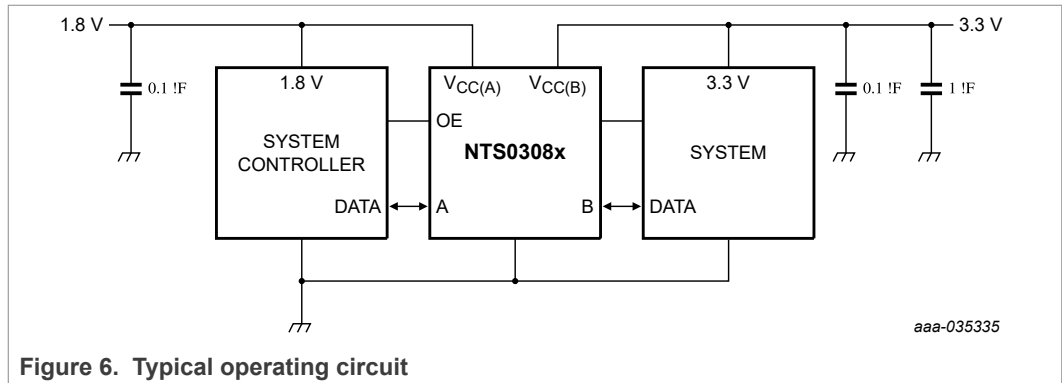 1.8 V
3.3 V
0.1 !F
1.8 V
VCC(A)
VCC(B)
3.3 V
0.1 !F
1 !F
OE
SYSTEM
CONTROLLER
NTS0308x
SYSTEM
DATA
A
B
DATA
aaa-035335
Figure 6. Typical operating circuit